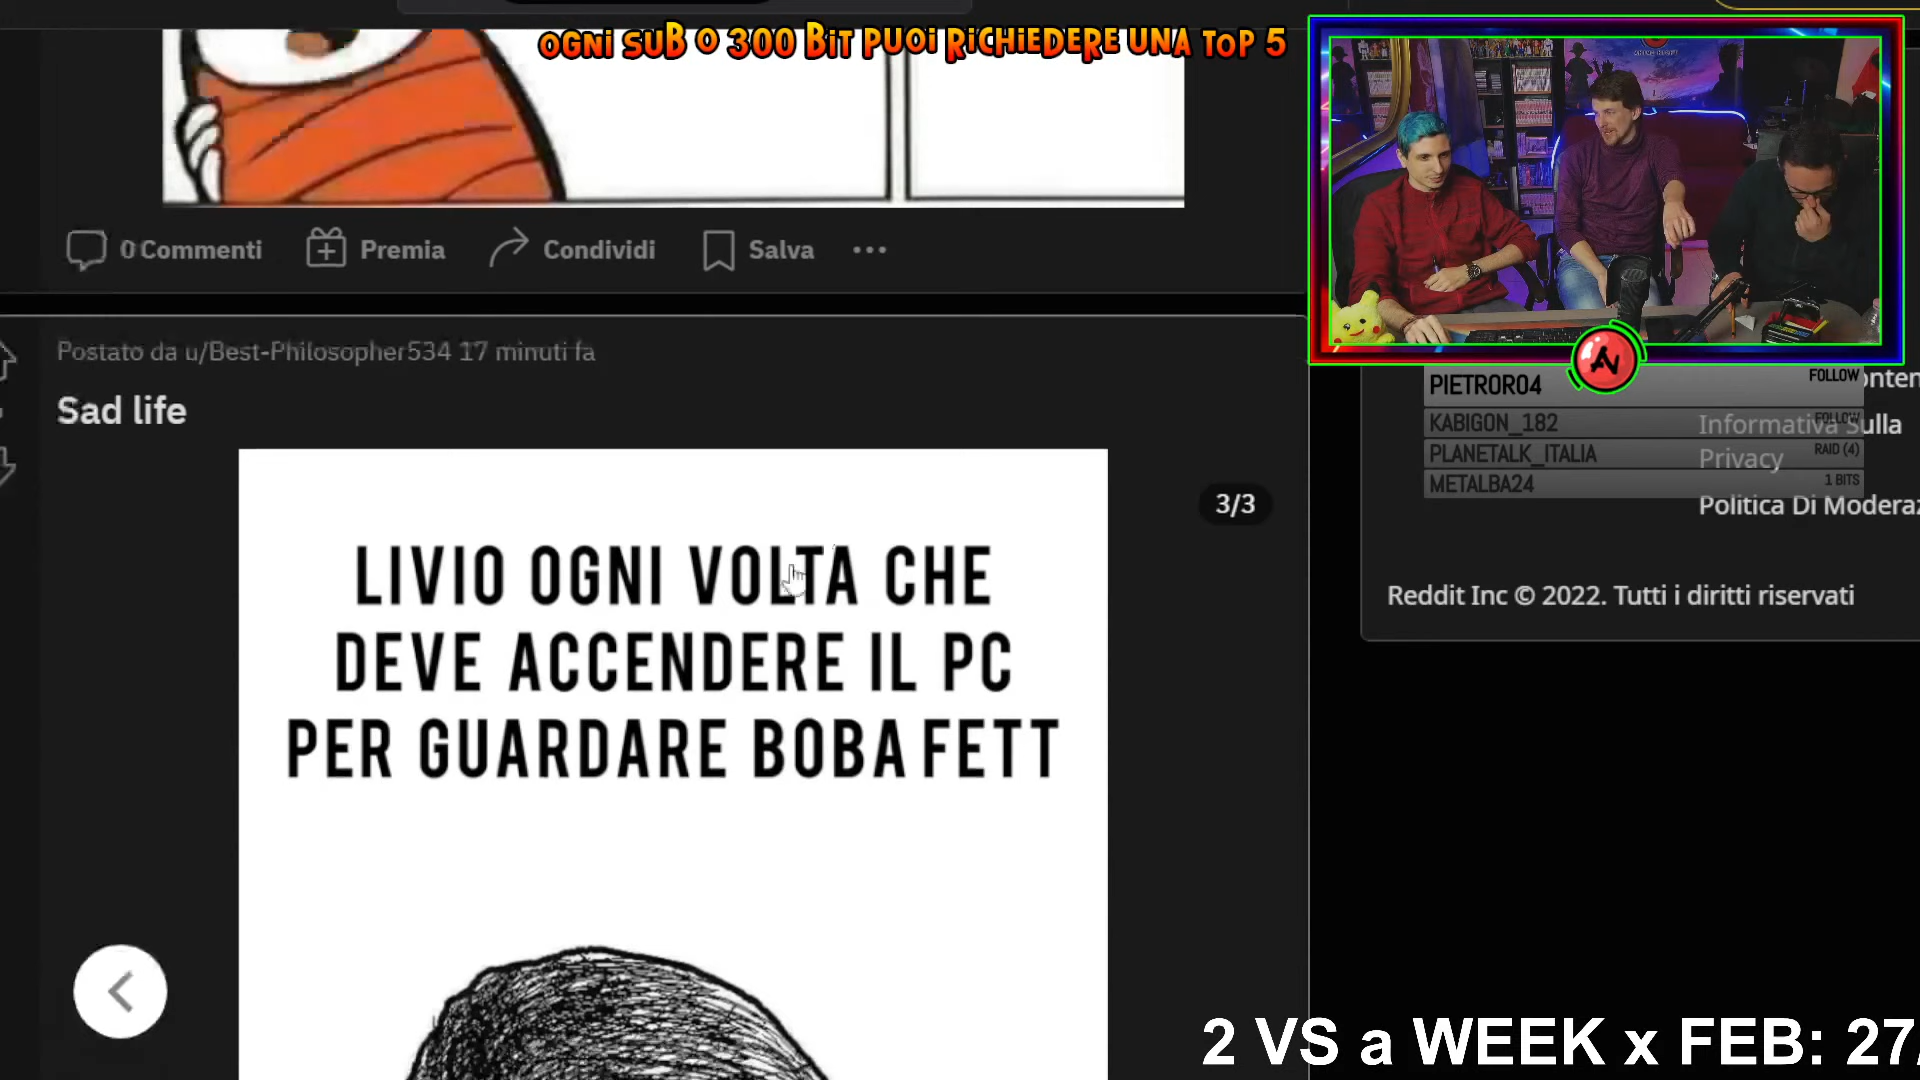 OGNI SUB O 300 BIT PUOI RICHIEDERE UNA TOP 5
0 Commenti
Premia
Condividi
Salva
Postato da u/Best-Philosopher534 17 minuti fa
Sad life
3/3
LIVIO OGNI VOLTA CHE
DEVE ACCENDERE IL PC
PER GUARDARE BOBA FETT
PIETROR04 FOLLOW
KABIGON_182 FOLLOW
PLANETALK_ITALIA RAID (4)
METALBA24 1 BITS
Informativa Sulla
Privacy
Politica Di Moderaz
Reddit Inc © 2022. Tutti i diritti riservati
2 VS a WEEK x FEB: 27